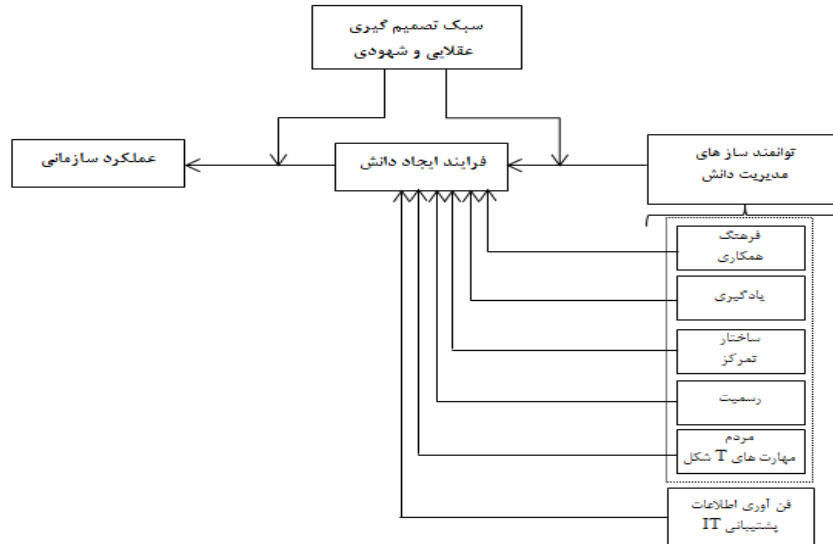 سبک تصمیم گیری
عقلایی و شهودی
توانمند ساز های
مدیریت دانش
فرایند ایجاد دانش
عملکرد سازمانی
فرهنگ
همکاری
یادگیری
ساختار
تمرکز
رسمیت
مردم
مهارت های T شکل
فن آوری اطلاعات
پشتیبانی IT